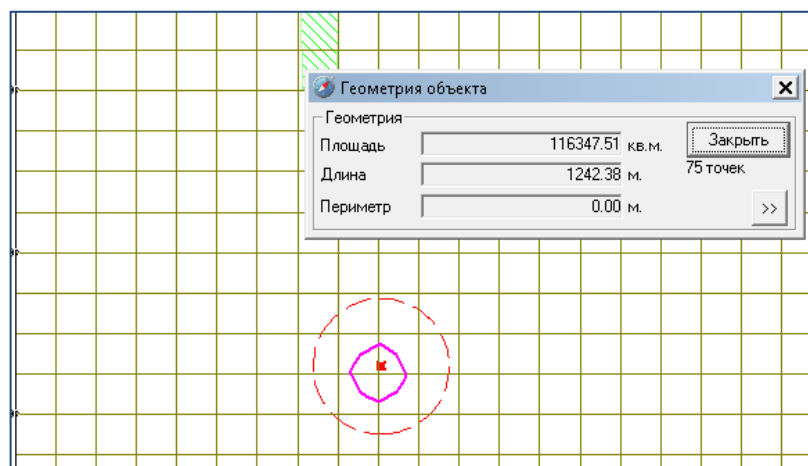 Геометрия объекта
Геометрия
Площадь 116347.51 кв.м. Закрыть
Длина 1242.38 м. 75 точек
Периметр 0.00 м. >>